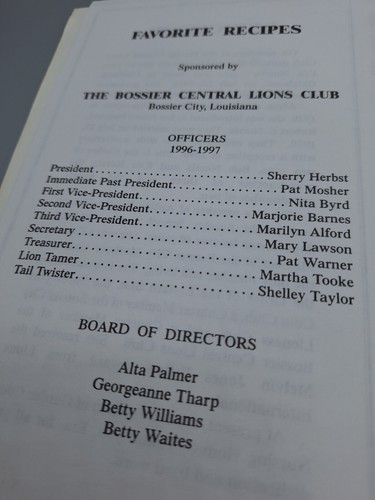 FAVORITE RECIPES
Sponsored by
THE BOSSIER CENTRAL LIONS CLUB
Bossier City, Louisiana
OFFICERS
1996-1997
President.........................Sherry Herbst
Immediate Past President...............Pat Mosher
First Vice-President......................Nita Byrd
Second Vice-President...............Marjorie Barnes
Third Vice-President.................Marilyn Alford
Secretary ..........................Mary Lawson
Treasurer............................Pat Warner
Lion Tamer.........................Martha Tooke
Tail Twister.........................Shelley Taylor
BOARD OF DIRECTORS
Alta Palmer
Georgeanne Tharp
Betty Williams
Betty Waites